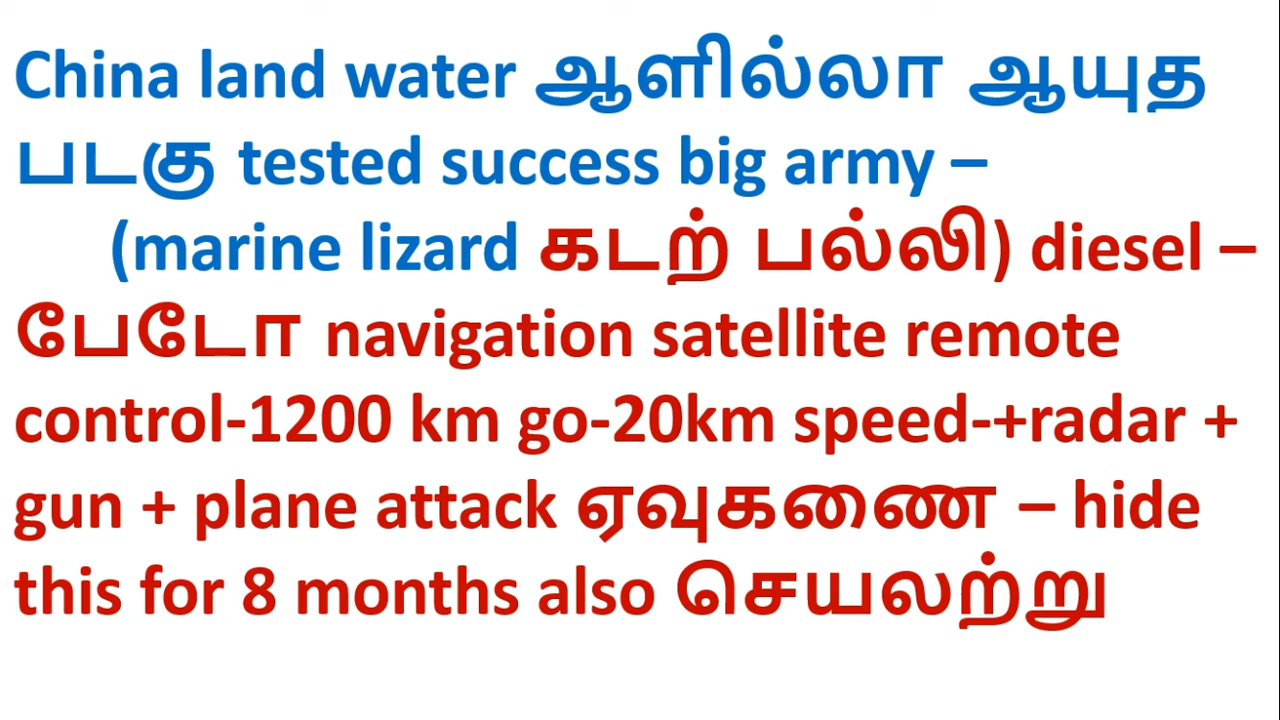 China land water ஆளில்லா ஆயுத
படகு tested success big army –
(marine lizard கடற் பல்லி) diesel –
பேடோ navigation satellite remote
control-1200 km go-20km speed-+radar +
gun + plane attack ஏவுகணை – hide
this for 8 months also செயலற்று